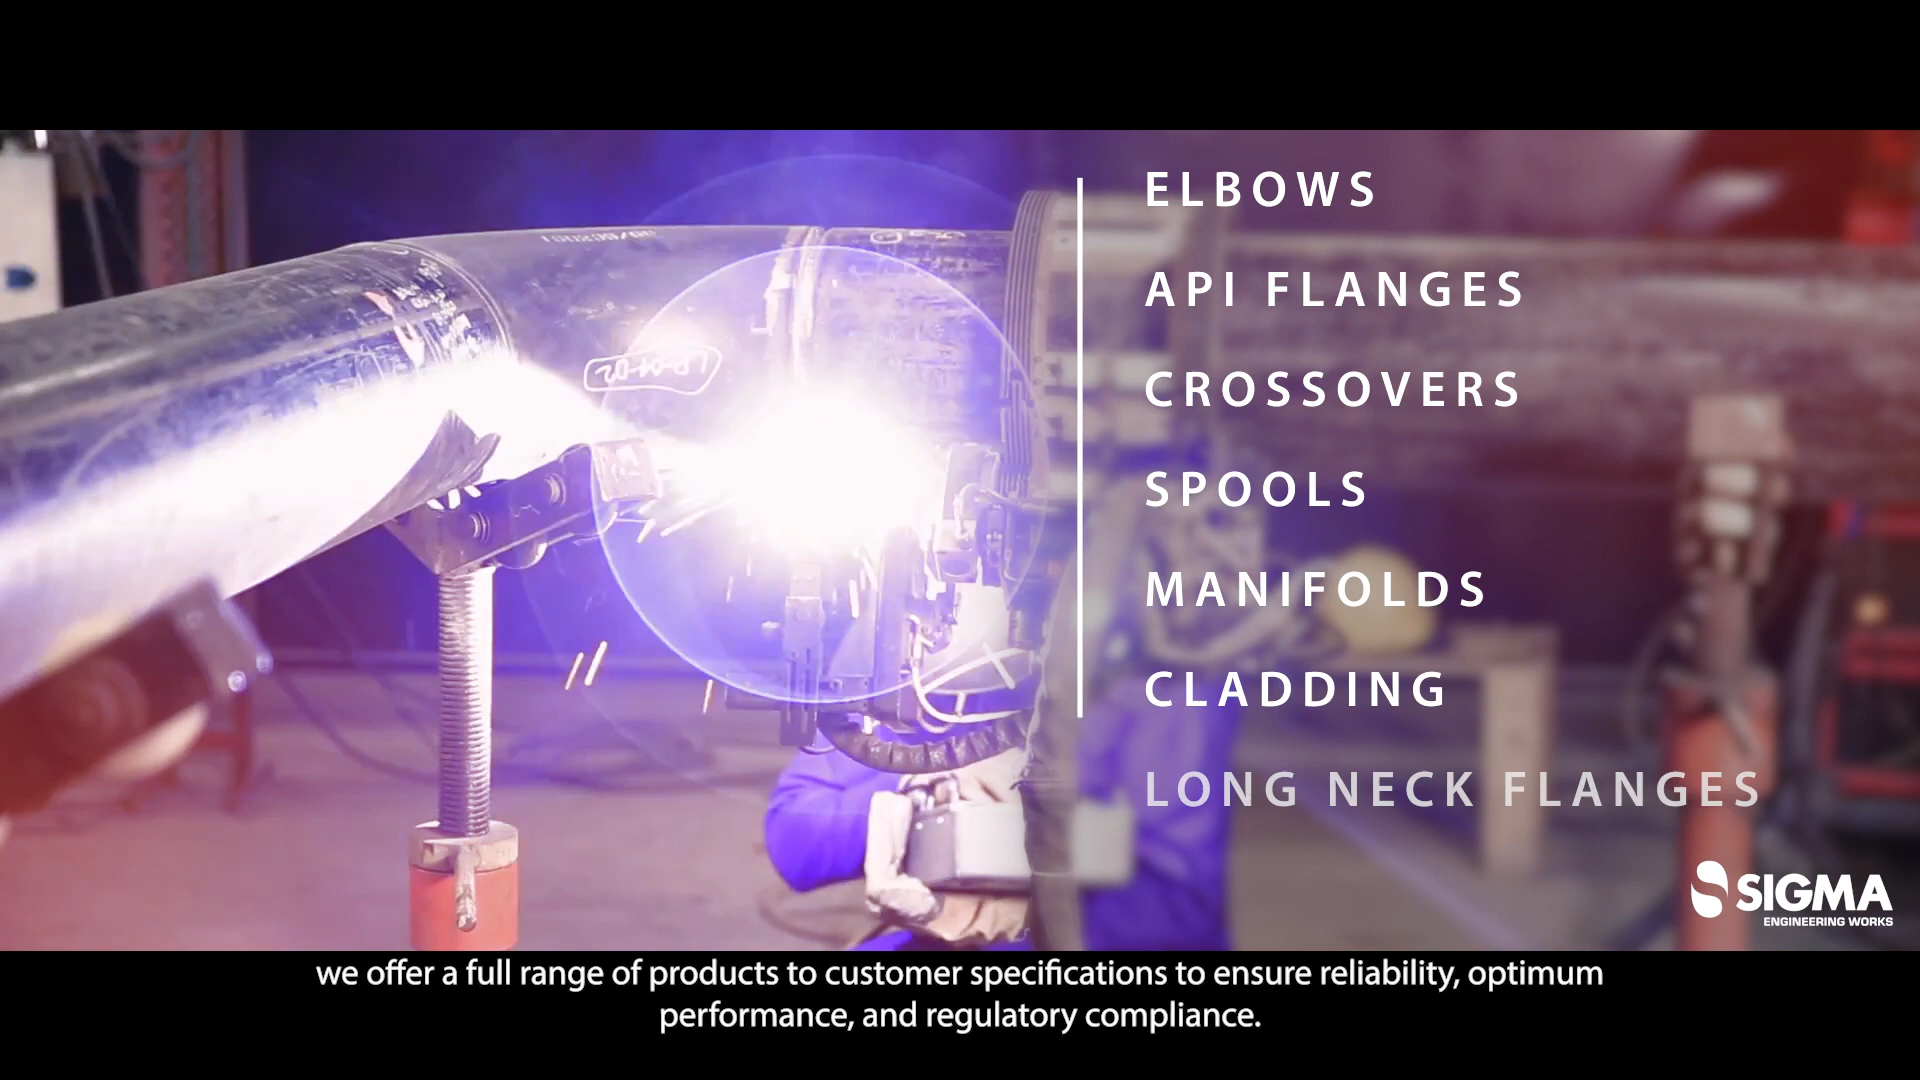 ELBOWS
API FLANGES
CROSSOVERS
SPOOLS
MANIFOLDS
CLADDING
LONG NECK FLANGES
SIGMA
ENGINEERING WORKS
we offer a full range of products to customer specifications to ensure reliability, optimum
performance, and regulatory compliance.